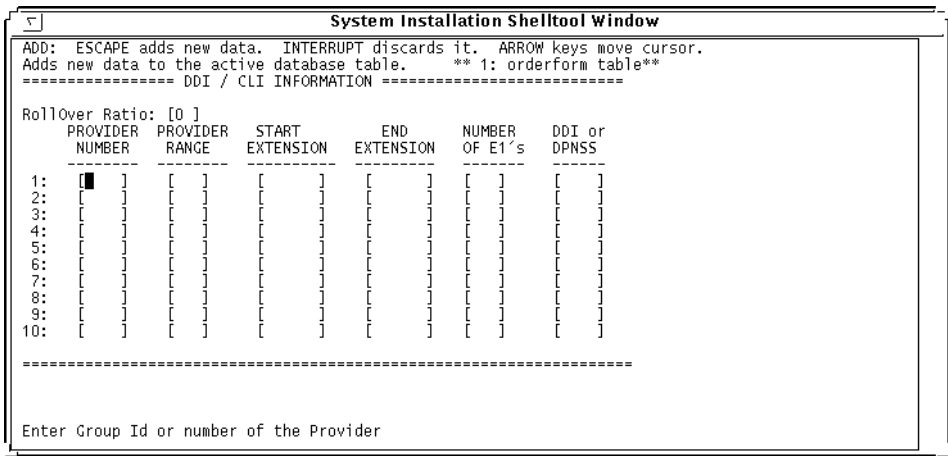 System Installation Shelltool Window
ADD:  ESCAPE adds new data.  INTERRUPT discards it.  ARROW keys move cursor.
Adds new data to the active database table.     ** 1: orderform table**
================= DDI / CLI INFORMATION ===========================
RollOver Ratio: [0 ]
PROVIDER  PROVIDER   START        END      NUMBER    DDI or
NUMBER    RANGE    EXTENSION   EXTENSION   OF E1´s   DPNSS
--------  --------  ---------   ---------   -------   ------
1:   [    ]    [   ]     [      ]    [      ]   [   ]     [    ]
2:   [    ]    [   ]     [      ]    [      ]   [   ]     [    ]
3:   [    ]    [   ]     [      ]    [      ]   [   ]     [    ]
4:   [    ]    [   ]     [      ]    [      ]   [   ]     [    ]
5:   [    ]    [   ]     [      ]    [      ]   [   ]     [    ]
6:   [    ]    [   ]     [      ]    [      ]   [   ]     [    ]
7:   [    ]    [   ]     [      ]    [      ]   [   ]     [    ]
8:   [    ]    [   ]     [      ]    [      ]   [   ]     [    ]
9:   [    ]    [   ]     [      ]    [      ]   [   ]     [    ]
10:  [    ]    [   ]     [      ]    [      ]   [   ]     [    ]
====================================================================
Enter Group Id or number of the Provider